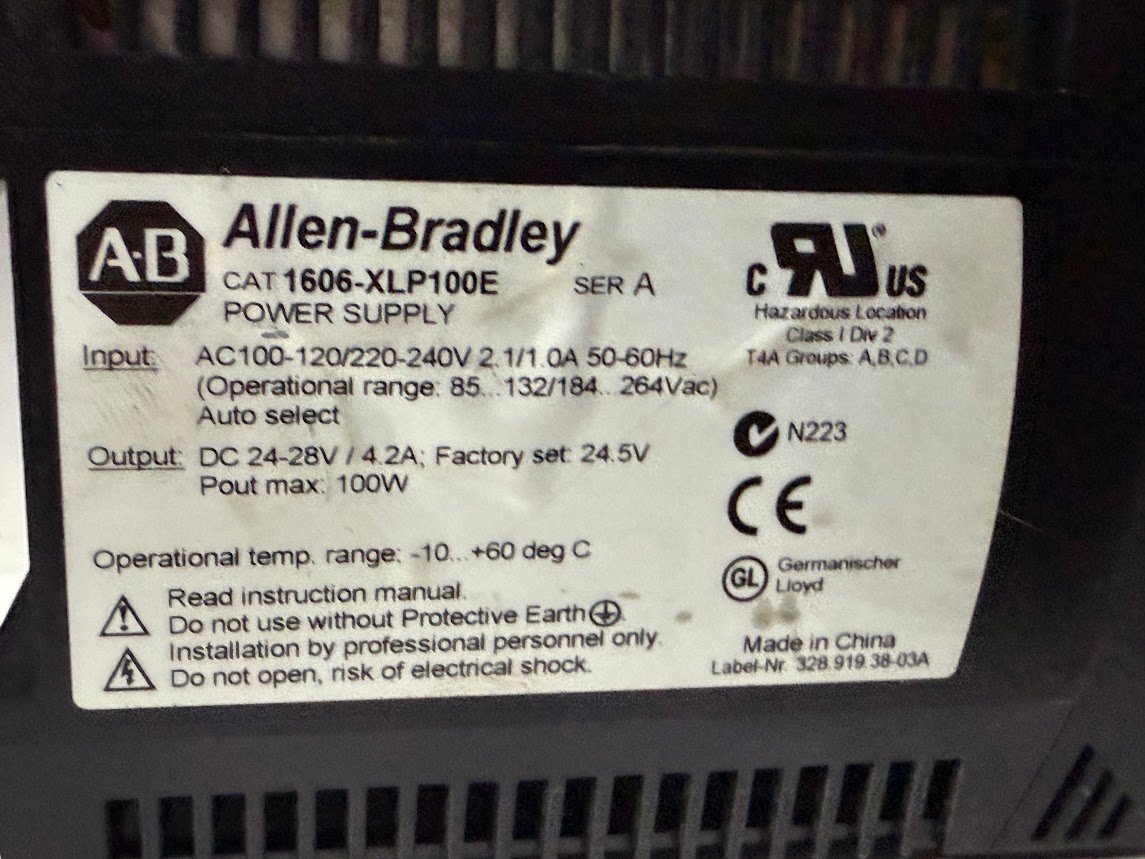 A-B
Allen-Bradley
CAT 1606-XLP100E SER A
POWER SUPPLY
Input: AC100-120/220-240V 2.1/1.0A 50-60Hz
(Operational range: 85...132/184...264Vac)
Auto select
Output: DC 24-28V / 4.2A; Factory set: 24.5V
Pout max: 100W
Operational temp. range: -10...+60 deg C
Read instruction manual.
Do not use without Protective Earth.
Installation by professional personnel only.
Do not open, risk of electrical shock.
C RU® US
Hazardous Location
Class I Div 2
T4A Groups: A,B,C,D
N223
CE
GL Germanischer
Lloyd
Made in China
Label-Nr. 328.919.38-03A